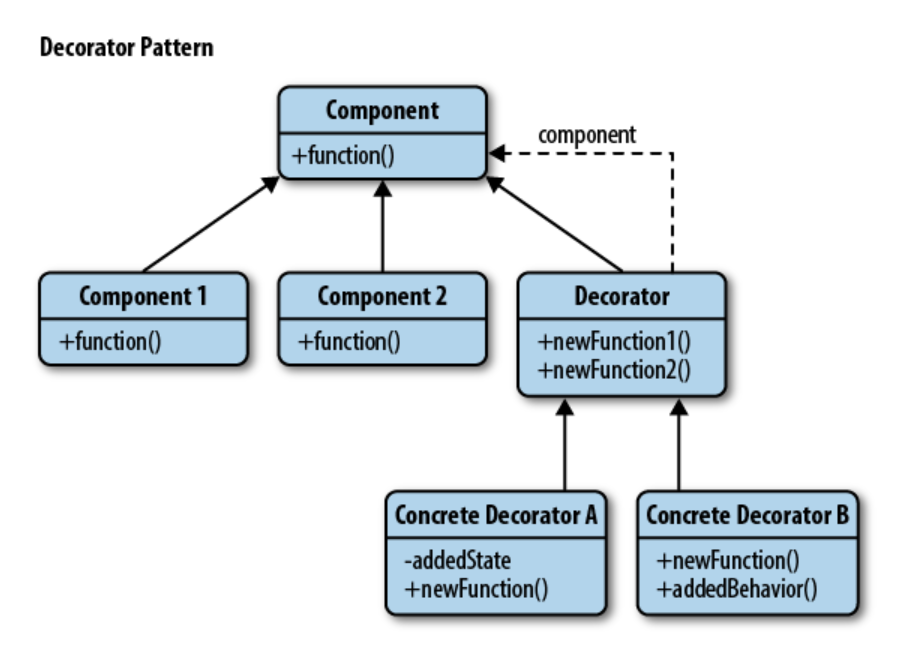 Decorator Pattern
Component
+function()
component
Component 1
+function()
Component 2
+function()
Decorator
+newFunction1()
+newFunction2()
Concrete Decorator A
-addedState
+newFunction()
Concrete Decorator B
+newFunction()
+addedBehavior()